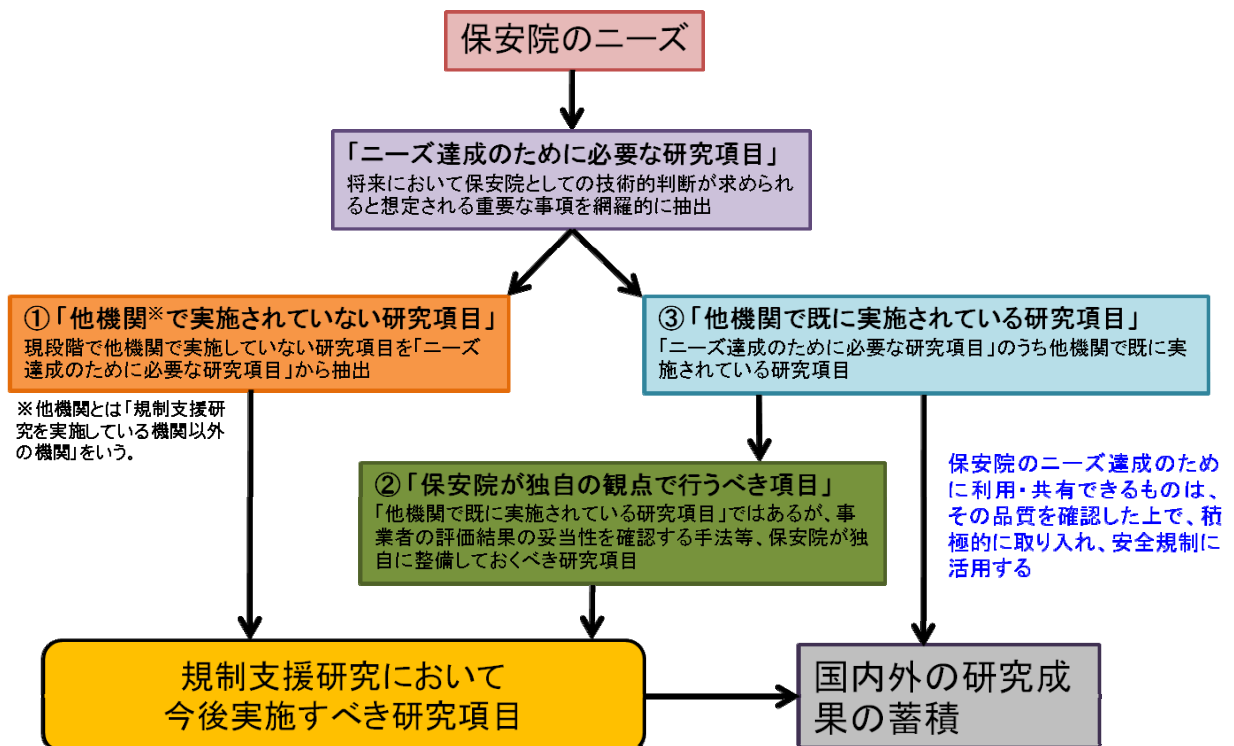 保安院のニーズ
「ニーズ達成のために必要な研究項目」
将来において保安院としての技術的判断が求められ
ると想定される重要な事項を網羅的に抽出
①「他機関※で実施されていない研究項目」
現段階で他機関で実施していない研究項目を「ニーズ
達成のために必要な研究項目」から抽出
※他機関とは「規制支援研
究を実施している機関以外
の機関」をいう。
③「他機関で既に実施されている研究項目」
「ニーズ達成のために必要な研究項目」のうち他機関で既に実
施されている研究項目
②「保安院が独自の観点で行うべき項目」
「他機関で既に実施されている研究項目」ではあるが、事
業者の評価結果の妥当性を確認する手法等、保安院が独
自に整備しておくべき研究項目
保安院のニーズ達成のため
に利用・共有できるものは、
その品質を確認した上で、積
極的に取り入れ、安全規制に
活用する
規制支援研究において
今後実施すべき研究項目
国内外の研究成
果の蓄積